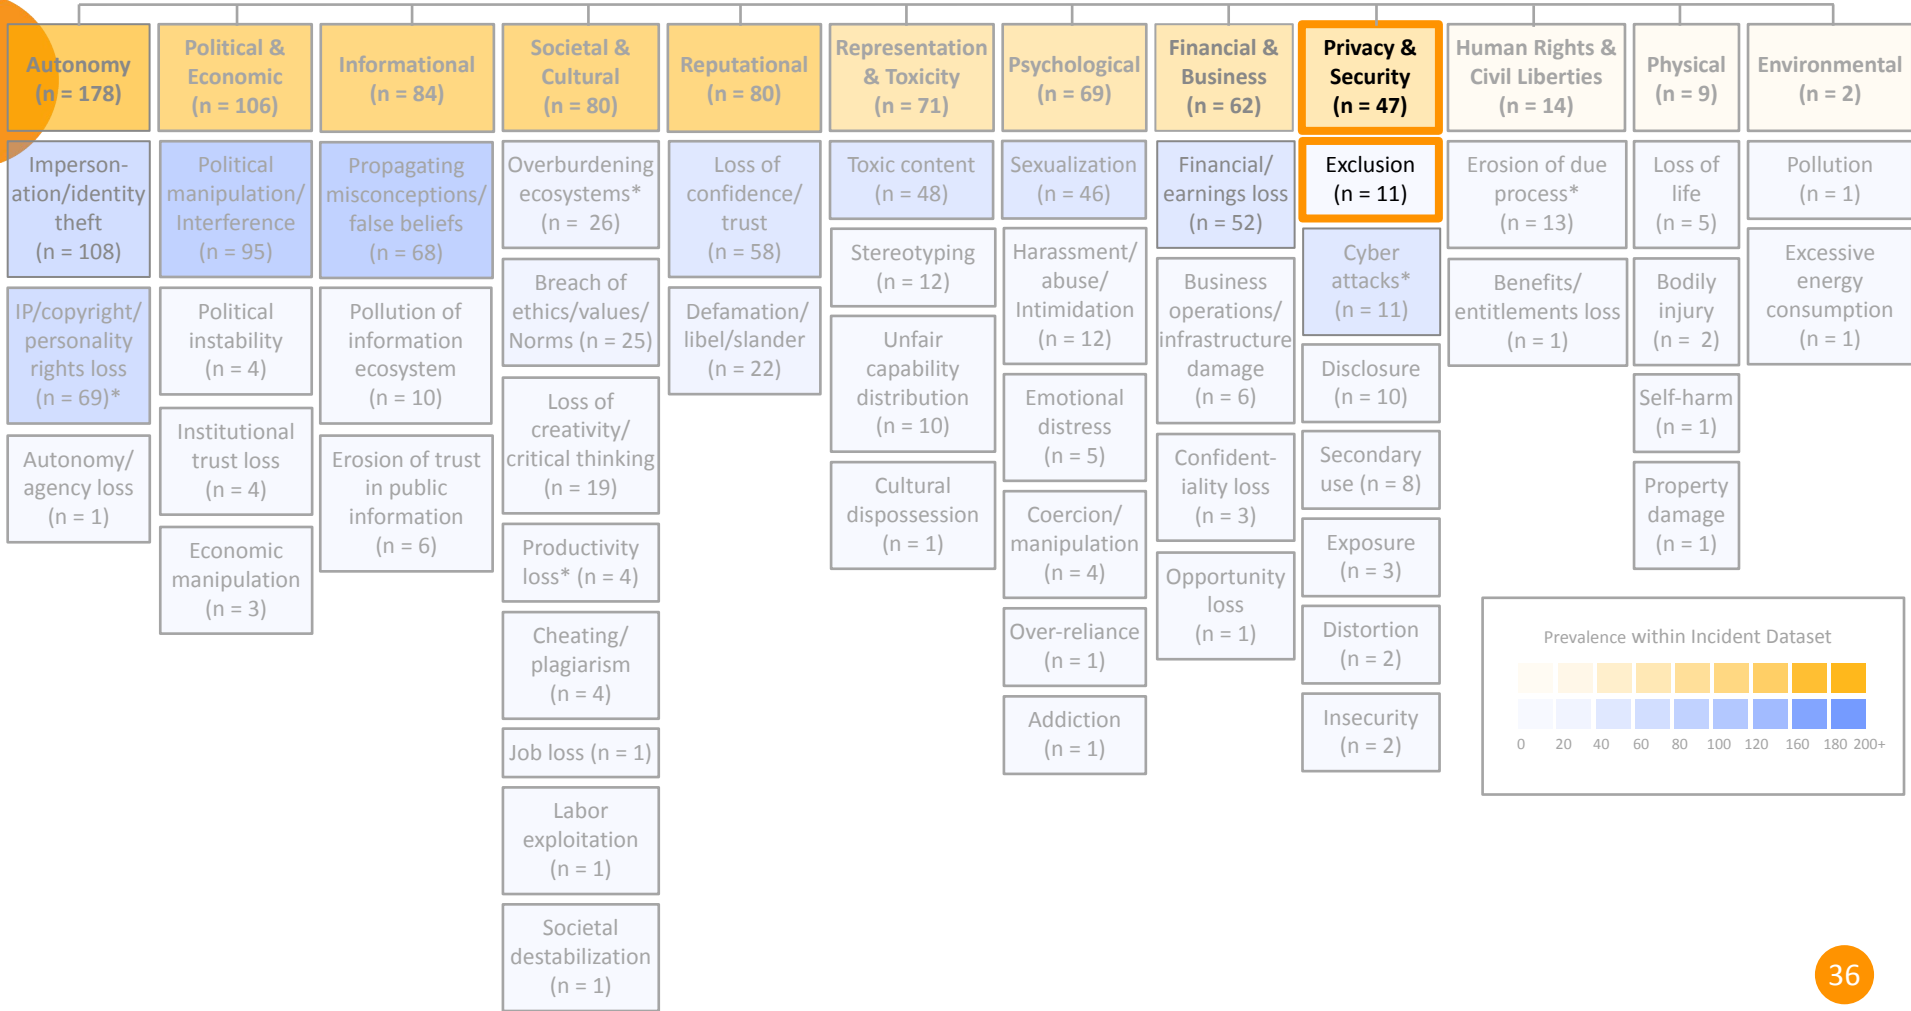 Autonomy
(n = 178)
Imperson-
ation/identity
theft
(n = 108)
IP/copyright/
personality
rights loss
(n = 69)*
Autonomy/
agency loss
(n = 1)
Political &
Economic
(n = 106)
Political
manipulation/
Interference
(n = 95)
Political
instability
(n = 4)
Institutional
trust loss
(n = 4)
Economic
manipulation
(n = 3)
Informational
(n = 84)
Propagating
misconceptions/
false beliefs
(n = 68)
Pollution of
information
ecosystem
(n = 10)
Erosion of trust
in public
information
(n = 6)
Societal &
Cultural
(n = 80)
Overburdening
ecosystems*
(n = 26)
Breach of
ethics/values/
Norms (n = 25)
Loss of
creativity/
critical thinking
(n = 19)
Productivity
loss* (n = 4)
Cheating/
plagiarism
(n = 4)
Job loss (n = 1)
Labor
exploitation
(n = 1)
Societal
destabilization
(n = 1)
Reputational
(n = 80)
Loss of
confidence/
trust
(n = 58)
Defamation/
libel/slander
(n = 22)
Representation
& Toxicity
(n = 71)
Toxic content
(n = 48)
Stereotyping
(n = 12)
Unfair
capability
distribution
(n = 10)
Cultural
dispossession
(n = 1)
Psychological
(n = 69)
Sexualization
(n = 46)
Harassment/
abuse/
Intimidation
(n = 12)
Emotional
distress
(n = 5)
Coercion/
manipulation
(n = 4)
Over-reliance
(n = 1)
Addiction
(n = 1)
Financial &
Business
(n = 62)
Financial/
earnings loss
(n = 52)
Business
operations/
infrastructure
damage
(n = 6)
Confident-
iality loss
(n = 3)
Opportunity
loss
(n = 1)
Privacy &
Security
(n = 47)
Exclusion
(n = 11)
Cyber
attacks*
(n = 11)
Disclosure
(n = 10)
Secondary
use (n = 8)
Exposure
(n = 3)
Distortion
(n = 2)
Insecurity
(n = 2)
Human Rights &
Civil Liberties
(n = 14)
Erosion of due
process*
(n = 13)
Benefits/
entitlements loss
(n = 1)
Physical
(n = 9)
Loss of
life
(n = 5)
Bodily
injury
(n = 2)
Self-harm
(n = 1)
Property
damage
(n = 1)
Environmental
(n = 2)
Pollution
(n = 1)
Excessive
energy
consumption
(n = 1)
Prevalence within Incident Dataset
0 20 40 60 80 100 120 160 180 200+
36